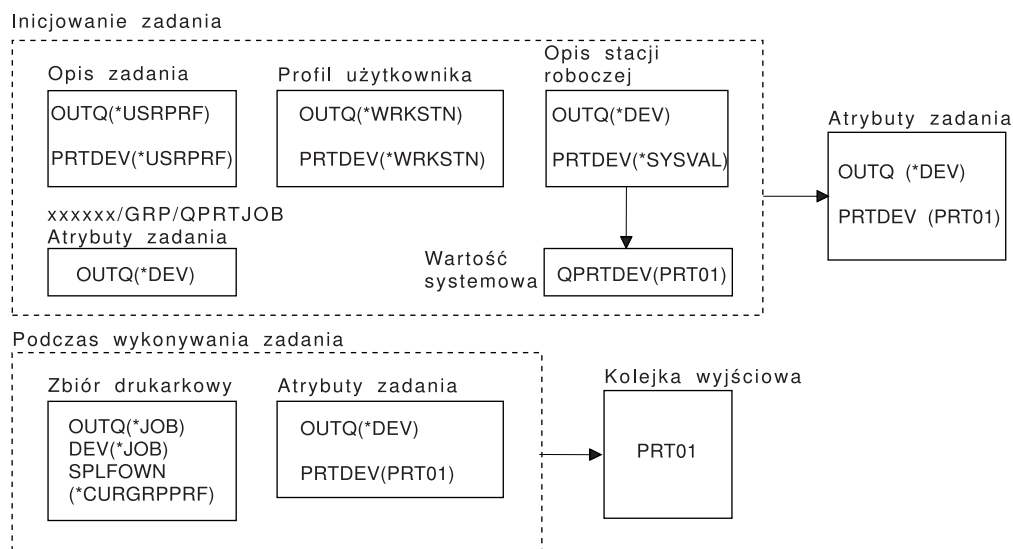 Inicjowanie zadania
Opis zadania
OUTQ(*USRPRF)
PRTDEV(*USRPRF)
Profil użytkownika
OUTQ(*WRKSTN)
PRTDEV(*WRKSTN)
Opis stacji
roboczej
OUTQ(*DEV)
PRTDEV(*SYSVAL)
Atrybuty zadania
OUTQ (*DEV)
PRTDEV (PRT01)
xxxxxx/GRP/QPRTJOB
Atrybuty zadania
OUTQ(*DEV)
Wartość
systemowa
QPRTDEV(PRT01)
Podczas wykonywania zadania
Zbiór drukarkowy
OUTQ(*JOB)
DEV(*JOB)
SPLFOWN
(*CURGRPPRF)
Atrybuty zadania
OUTQ(*DEV)
PRTDEV(PRT01)
Kolejka wyjściowa
PRT01